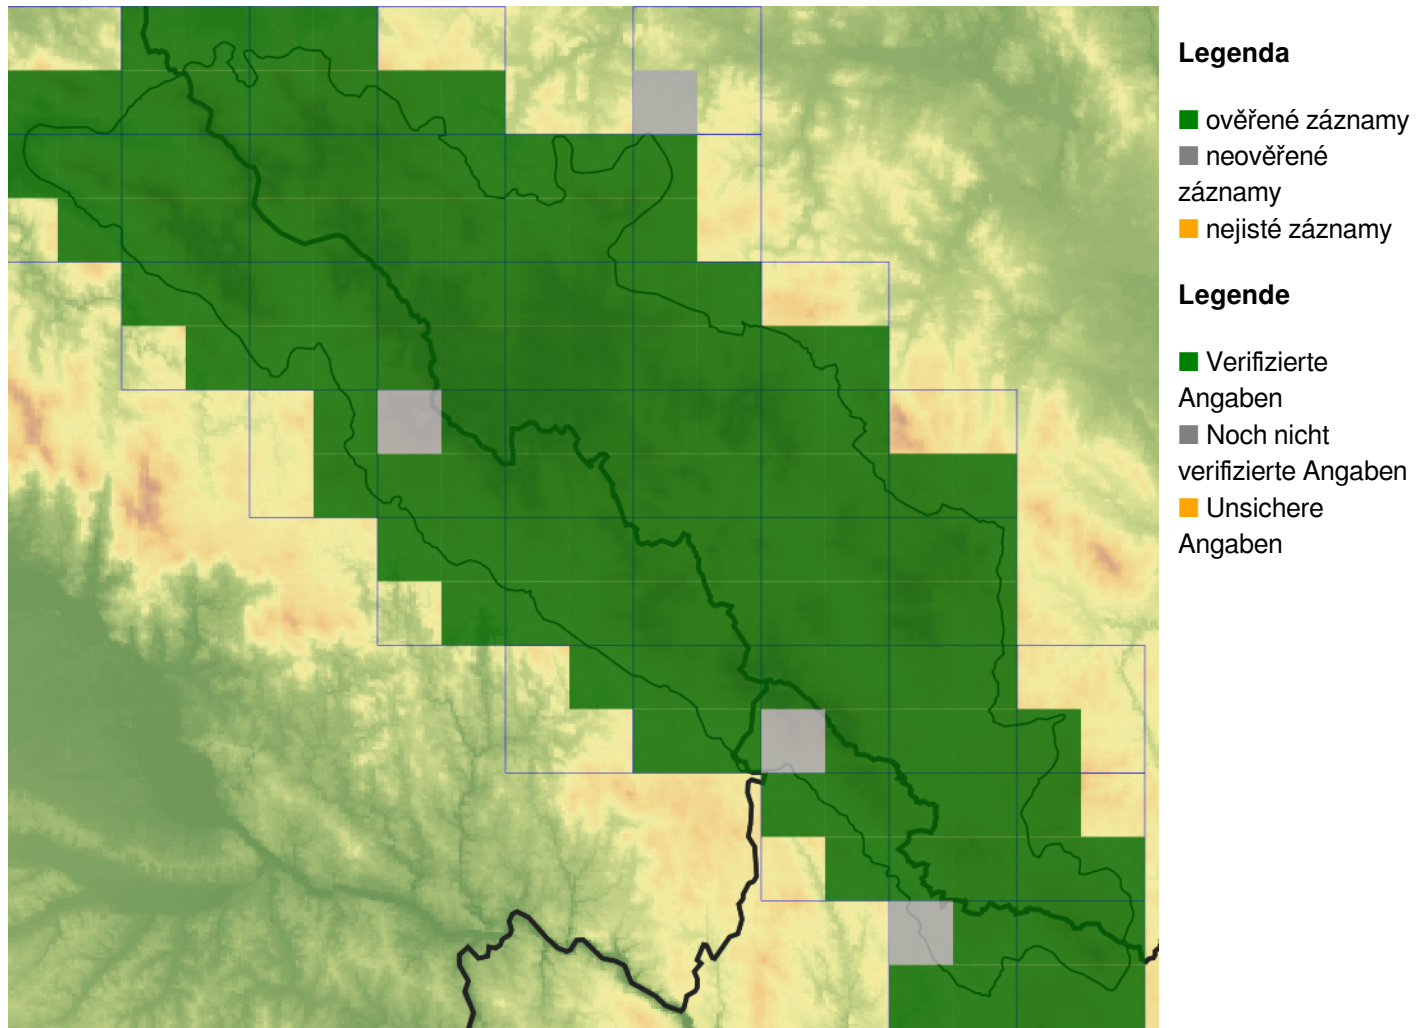 Legenda
ověřené záznamy
neověřené
záznamy
nejisté záznamy
Legende
Verifizierte
Angaben
Noch nicht
verifizierte Angaben
Unsichere
Angaben